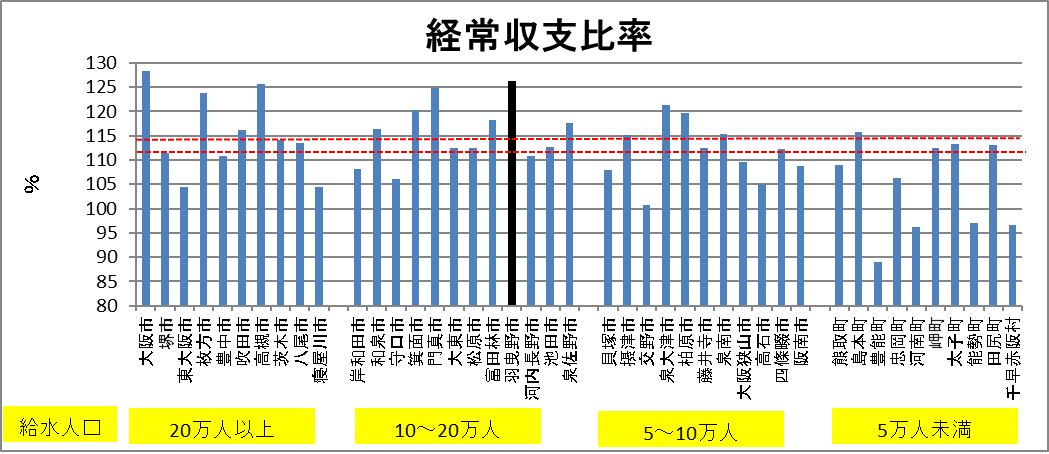 経常収支比率
%
130
125
120
115
110
105
100
95
90
85
80
大阪市
堺市
東大阪市
枚方市
豊中市
吹田市
高槻市
茨木市
八尾市
寝屋川市
岸和田市
和泉市
守口市
箕面市
門真市
大東市
松原市
富田林市
羽曳野市
河内長野市
池田市
泉佐野市
貝塚市
摂津市
交野市
泉大津市
柏原市
藤井寺市
泉南市
大阪狭山市
高石市
四條畷市
阪南市
熊取町
島本町
豊能町
忠岡町
河南町
岬町
太子町
能勢町
田尻町
千早赤阪村
給水人口
20万人以上
10～20万人
5～10万人
5万人未満